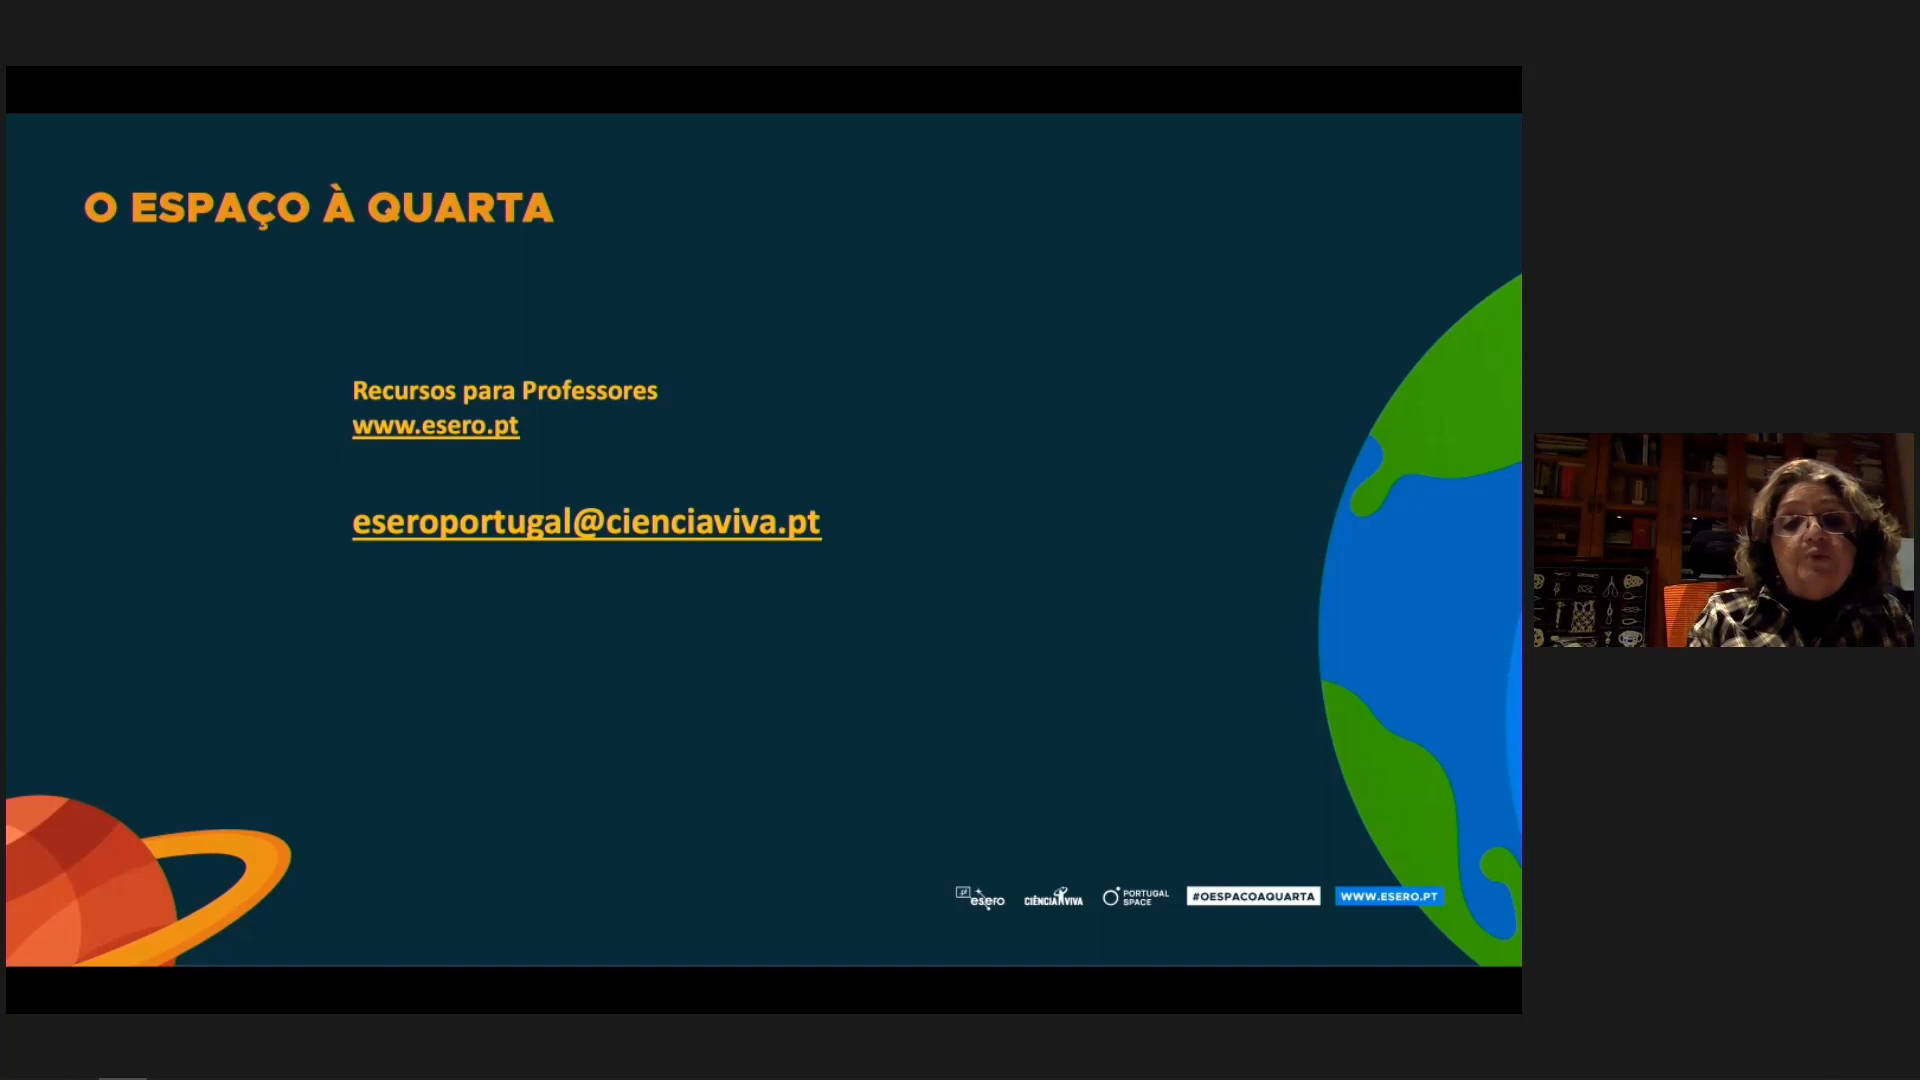 O ESPAÇO À QUARTA
Recursos para Professores
www.esero.pt
eseroportugal@cienciaviva.pt
esero
CIÊNCIA VIVA
PORTUGAL
SPACE
#OESPACOAQUARTA
WWW.ESERO.PT